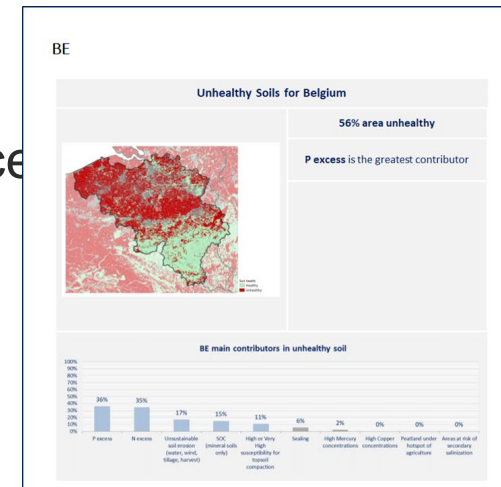 BE
Unhealthy Soils for Belgium
56% area unhealthy
P excess is the greatest contributor
BE main contributors in unhealthy soil
100%
90%
80%
70%
60%
50%
40%
30%
20%
10%
0%
36%
35%
17%
15%
11%
6%
2%
0%
0%
0%
P excess
N excess
Unsustainable
soil erosion
(water, wind,
tillage, harvest)
SOC
(mineral soils
only)
High or Very
High
susceptibility for
topsoil
compaction
Sealing
High Mercury
concentrations
High Copper
concentrations
Peatland under
hotspot of
agriculture
Areas at risk of
secondary
salinization